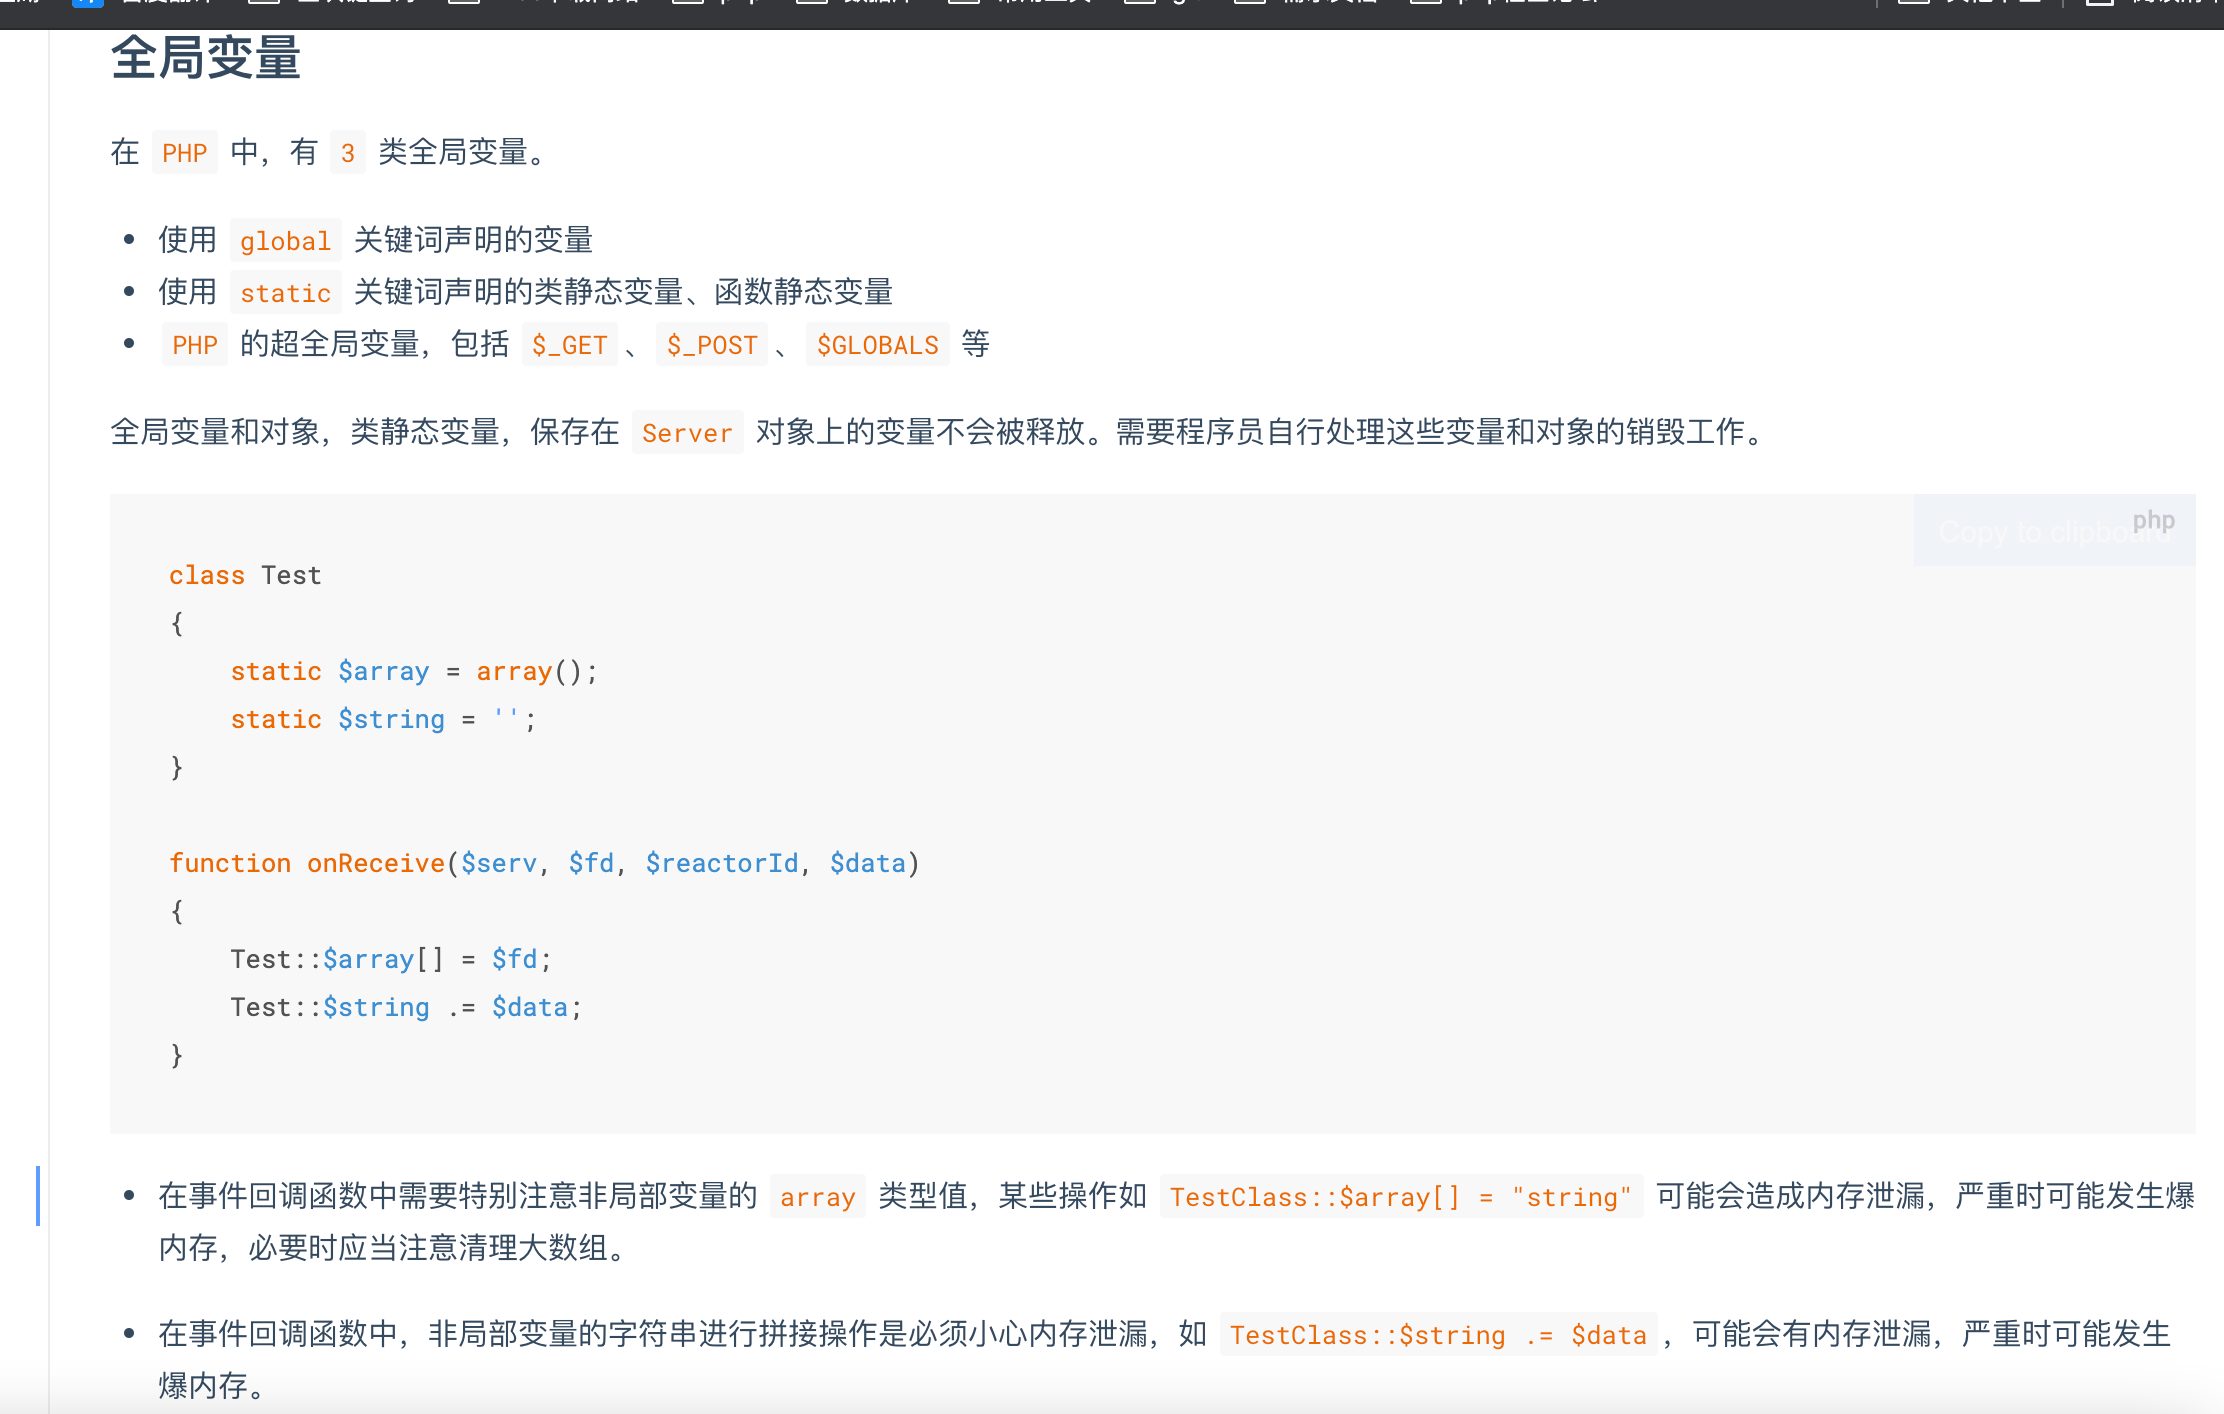 全局变量
在 PHP 中，有 3 类全局变量。
使用 global 关键词声明的变量
使用 static 关键词声明的类静态变量、函数静态变量
PHP 的超全局变量，包括 $_GET 、 $_POST 、 $GLOBALS 等
全局变量和对象，类静态变量，保存在 Server 对象上的变量不会被释放。需要程序员自行处理这些变量和对象的销毁工作。
php
Copy to clipboard
class Test
{
    static $array = array();
    static $string = '';
}
function onReceive($serv, $fd, $reactorId, $data)
{
    Test::$array[] = $fd;
    Test::$string .= $data;
}
在事件回调函数中需要特别注意非局部变量的 array 类型值，某些操作如 TestClass::$array[] = "string" 可能会造成内存泄漏，严重时可能发生爆
内存，必要时应当注意清理大数组。
在事件回调函数中，非局部变量的字符串进行拼接操作是必须小心内存泄漏，如 TestClass::$string .= $data ，可能会有内存泄漏，严重时可能发生
爆内存。